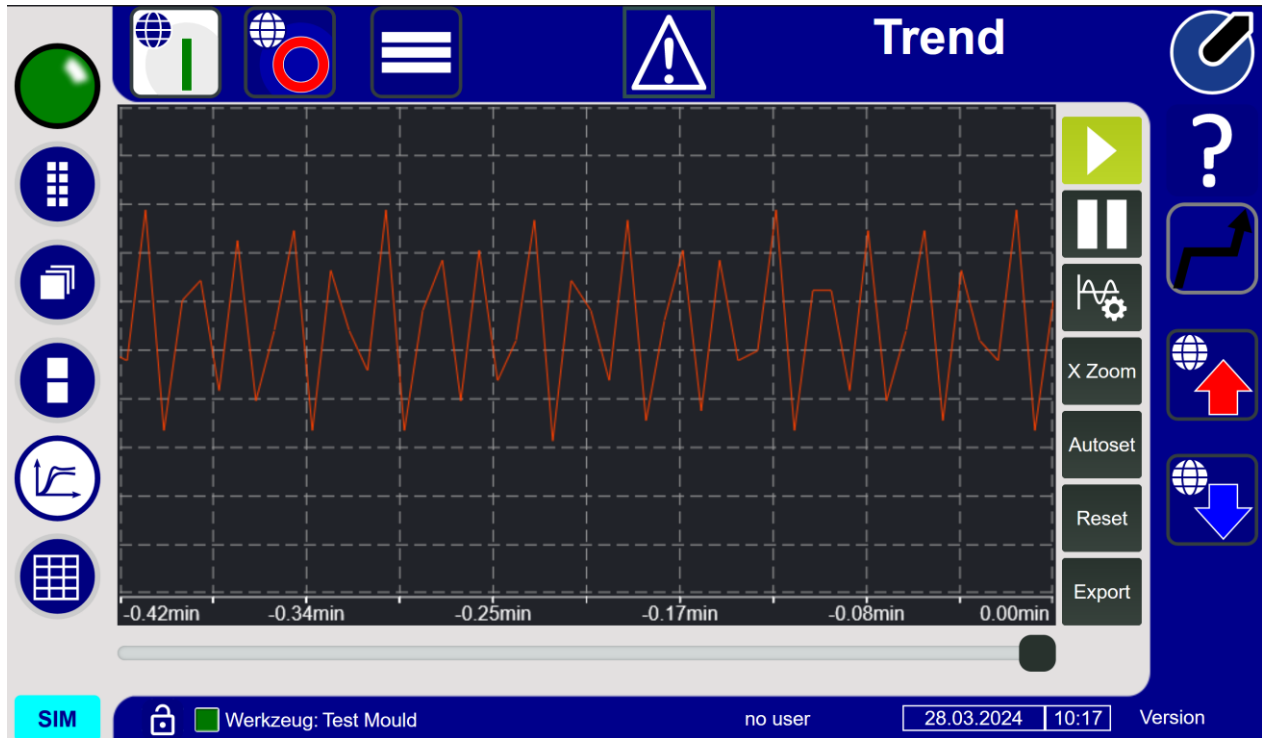 Trend
?
X Zoom
Autoset
Reset
Export
-0.42min -0.34min -0.25min -0.17min -0.08min 0.00min
SIM Werkzeug: Test Mould no user 28.03.2024 10:17 Version